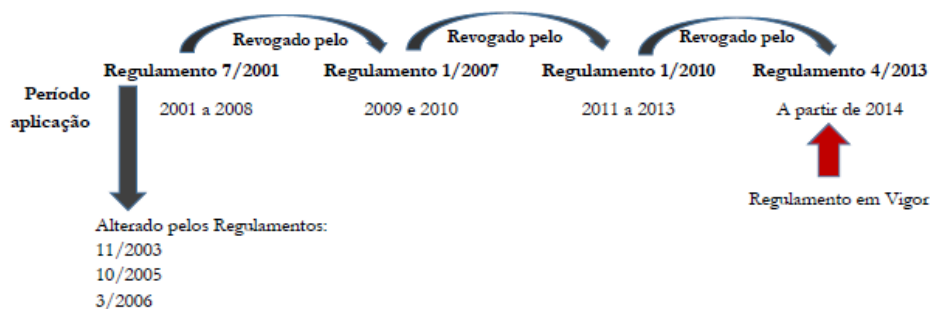 Revogado pelo Revogado pelo Revogado pelo
Regulamento 7/2001 Regulamento 1/2007 Regulamento 1/2010 Regulamento 4/2013
Período
aplicação
2001 a 2008 2009 e 2010 2011 a 2013 A partir de 2014
Regulamento em Vigor
Alterado pelos Regulamentos:
11/2003
10/2005
3/2006